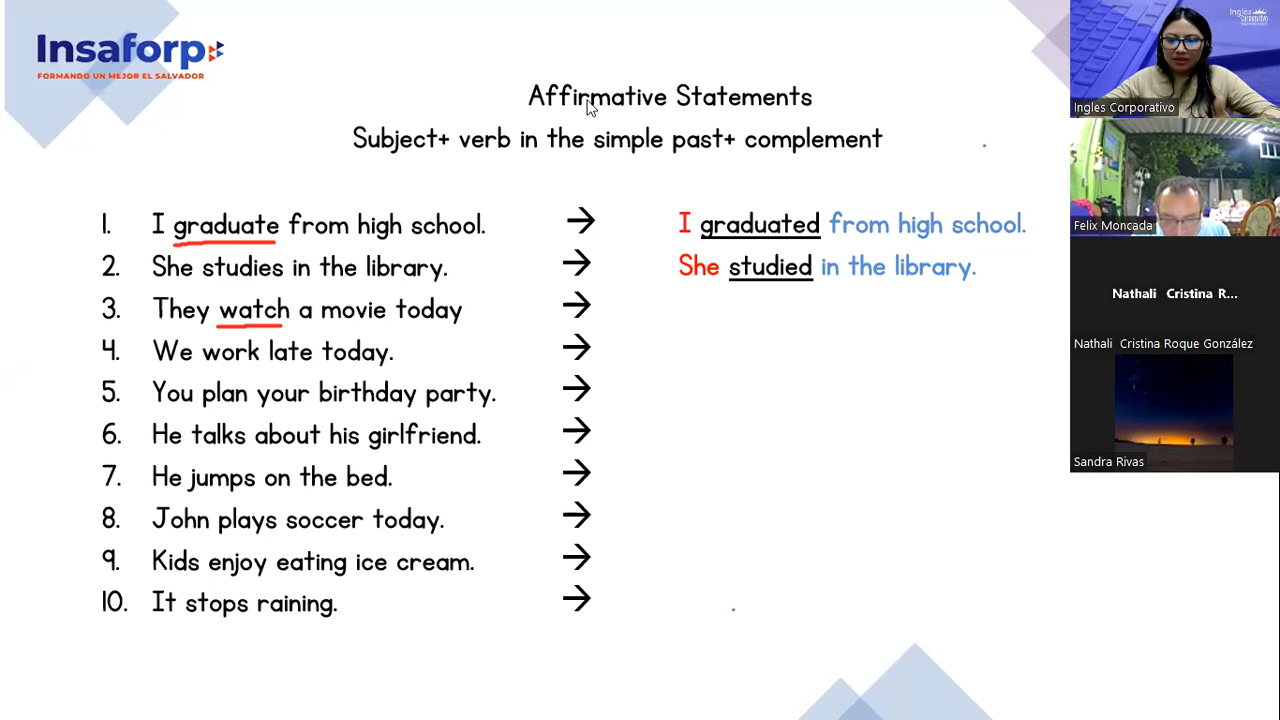 Insaforp
FORMANDO UN MEJOR EL SALVADOR
Affirmative Statements
Subject+ verb in the simple past+ complement
1. I graduate from high school. → I graduated from high school.
2. She studies in the library. → She studied in the library.
3. They watch a movie today →
4. We work late today. →
5. You plan your birthday party. →
6. He talks about his girlfriend. →
7. He jumps on the bed. →
8. John plays soccer today. →
9. Kids enjoy eating ice cream. →
10. It stops raining. →
Ingles
Corporativo
Ingles Corporativo
Felix Moncada
Nathali Cristina R...
Nathali Cristina Roque González
Sandra Rivas